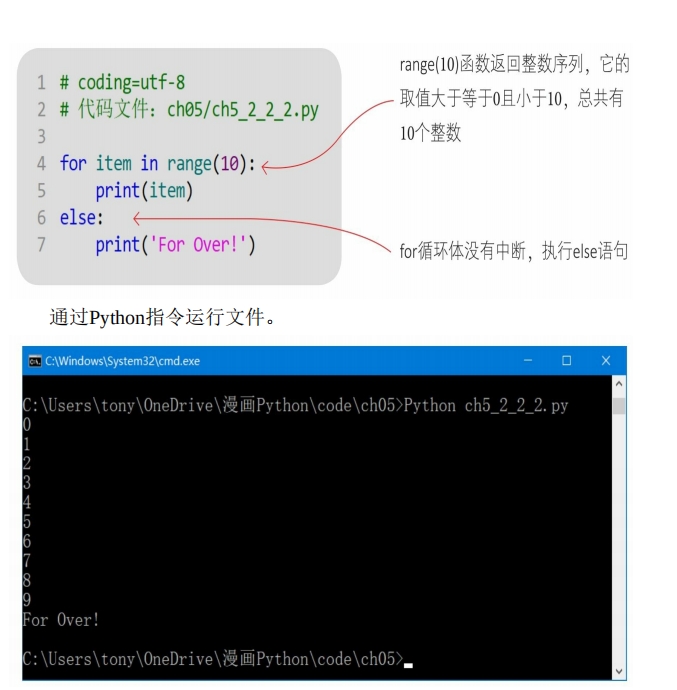 1 # coding=utf-8
2 # 代码文件：ch05/ch5_2_2_2.py
3
4 for item in range(10):
5     print(item)
6 else:
7     print('For Over!')
range(10)函数返回整数序列，它的
取值大于等于0且小于10，总共有
10个整数
for循环体没有中断，执行else语句
通过Python指令运行文件。
C:\Windows\System32\cmd.exe
C:\Users\tony\OneDrive\漫画Python\code\ch05>Python ch5_2_2_2.py
0
1
2
3
4
5
6
7
8
9
For Over!
C:\Users\tony\OneDrive\漫画Python\code\ch05>